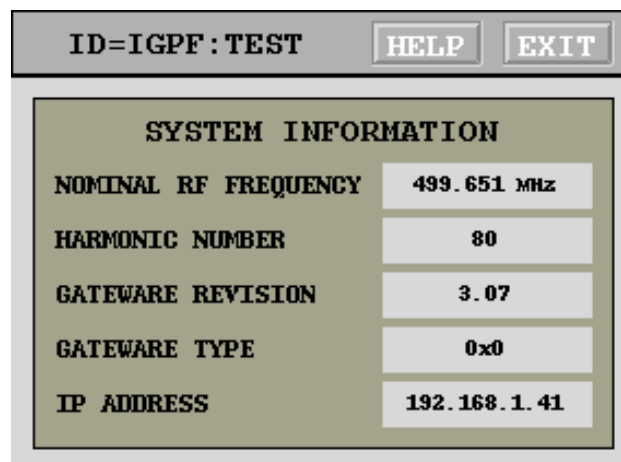 ID=IGPF:TEST HELP EXIT
SYSTEM INFORMATION
NOMINAL RF FREQUENCY 499.651 MHz
HARMONIC NUMBER 80
GATEWARE REVISION 3.07
GATEWARE TYPE 0x0
IP ADDRESS 192.168.1.41